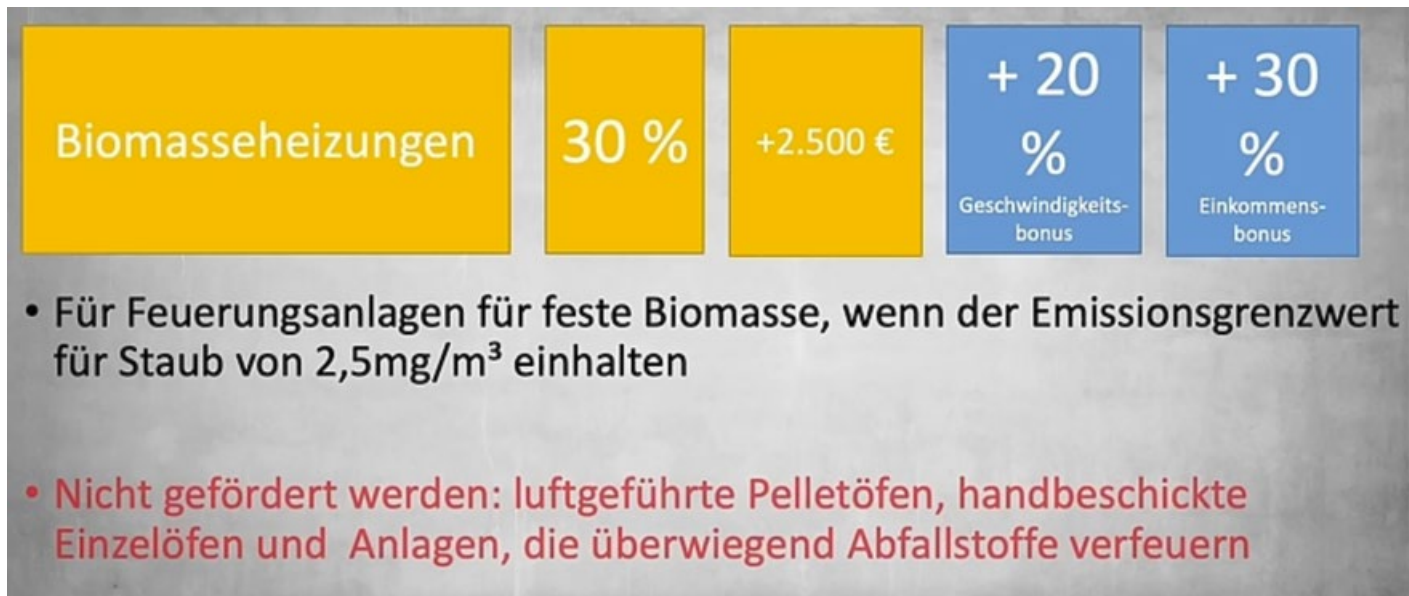 Biomasseheizungen
30 %
+2.500 €
+ 20
%
Geschwindigkeits-
bonus
+ 30
%
Einkommens-
bonus
• Für Feuerungsanlagen für feste Biomasse, wenn der Emissionsgrenzwert
für Staub von 2,5mg/m³ einhalten
• Nicht gefördert werden: luftgeführte Pelletöfen, handbeschickte
Einzelöfen und Anlagen, die überwiegend Abfallstoffe verfeuern